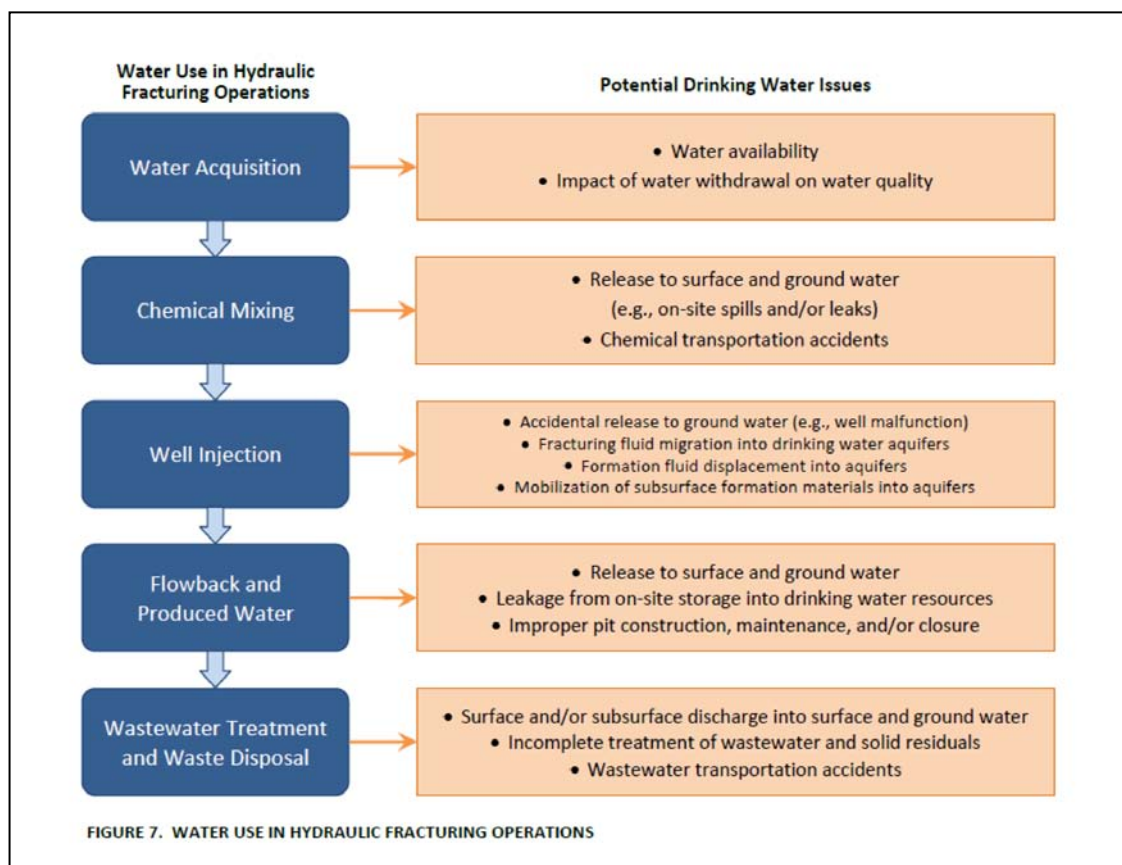 Water Use in Hydraulic
Fracturing Operations
Potential Drinking Water Issues
Water Acquisition
• Water availability
• Impact of water withdrawal on water quality
Chemical Mixing
• Release to surface and ground water
(e.g., on-site spills and/or leaks)
• Chemical transportation accidents
Well Injection
• Accidental release to ground water (e.g., well malfunction)
• Fracturing fluid migration into drinking water aquifers
• Formation fluid displacement into aquifers
• Mobilization of subsurface formation materials into aquifers
Flowback and
Produced Water
• Release to surface and ground water
• Leakage from on-site storage into drinking water resources
• Improper pit construction, maintenance, and/or closure
Wastewater Treatment
and Waste Disposal
• Surface and/or subsurface discharge into surface and ground water
• Incomplete treatment of wastewater and solid residuals
• Wastewater transportation accidents
FIGURE 7. WATER USE IN HYDRAULIC FRACTURING OPERATIONS